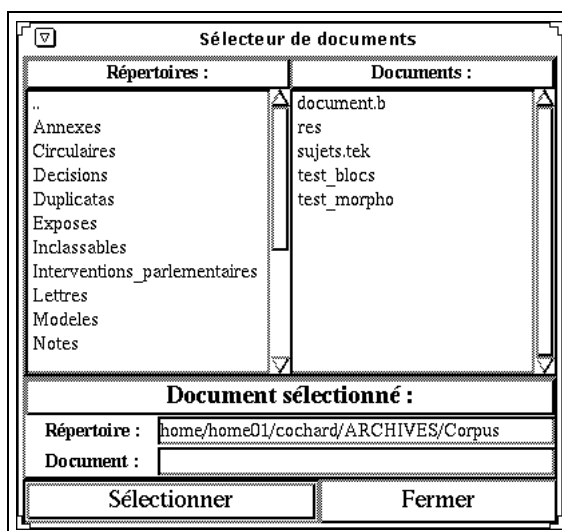 Sélecteur de documents
Répertoires :
Documents :
..
Annexes
Circulaires
Decisions
Duplicatas
Exposes
Inclassables
Interventions_parlementaires
Lettres
Modeles
Notes
document.b
res
sujets.tek
test_blocs
test_morpho
Document sélectionné :
Répertoire : home/home01/cochard/ARCHIVES/Corpus
Document :
Sélectionner
Fermer